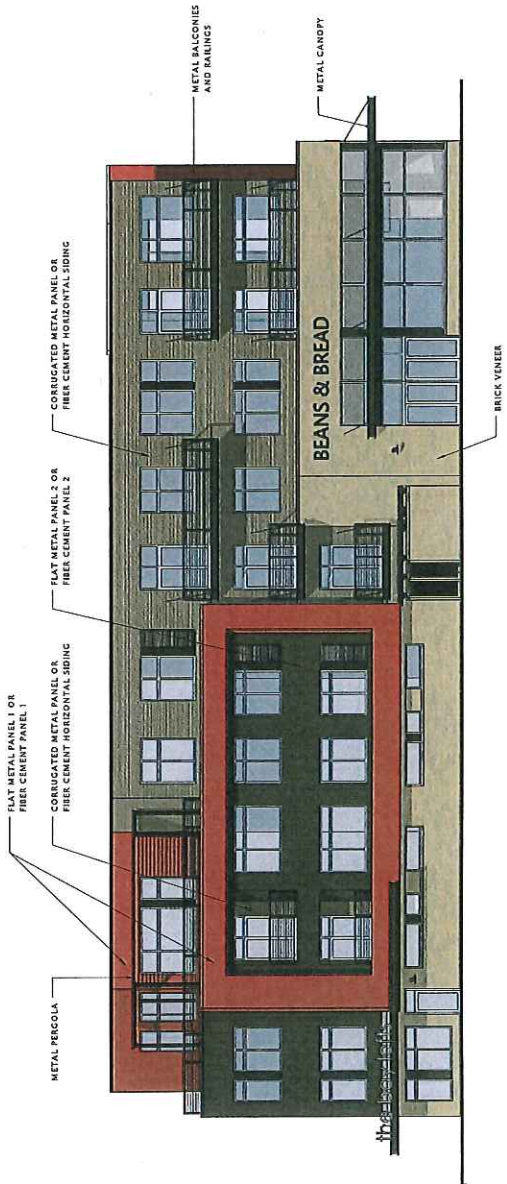 METAL PERGOLA
FLAT METAL PANEL 1 OR
FIBER CEMENT PANEL 1
CORRUGATED METAL PANEL OR
FIBER CEMENT HORIZONTAL SIDING
FLAT METAL PANEL 2 OR
FIBER CEMENT PANEL 2
CORRUGATED METAL PANEL OR
FIBER CEMENT HORIZONTAL SIDING
METAL BALCONIES
AND RAILINGS
METAL CANOPY
BEANS & BREAD
BRICK VENEER